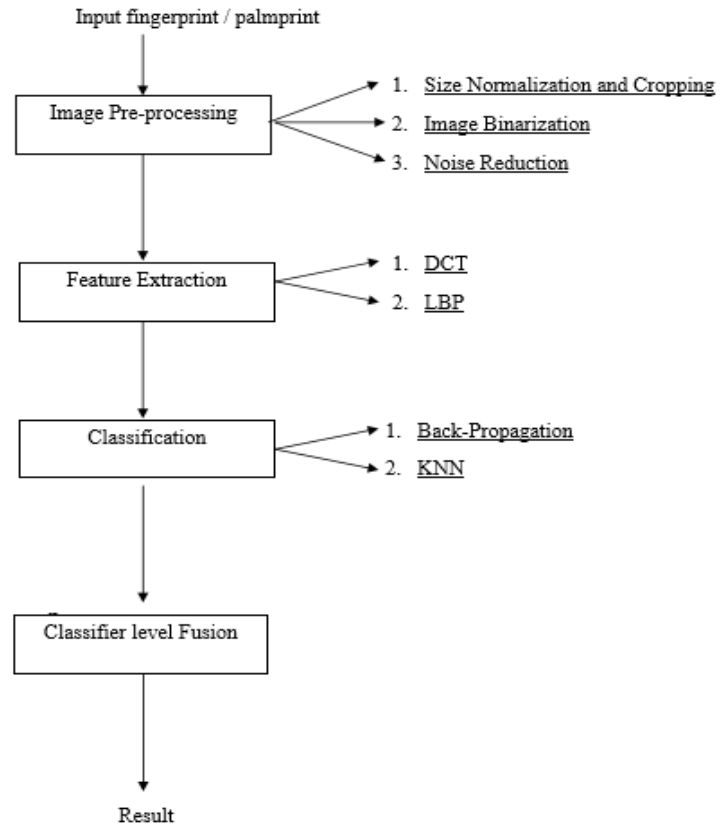 Input fingerprint / palmprint
Image Pre-processing
1. Size Normalization and Cropping
2. Image Binarization
3. Noise Reduction
Feature Extraction
1. DCT
2. LBP
Classification
1. Back-Propagation
2. KNN
Classifier level Fusion
Result